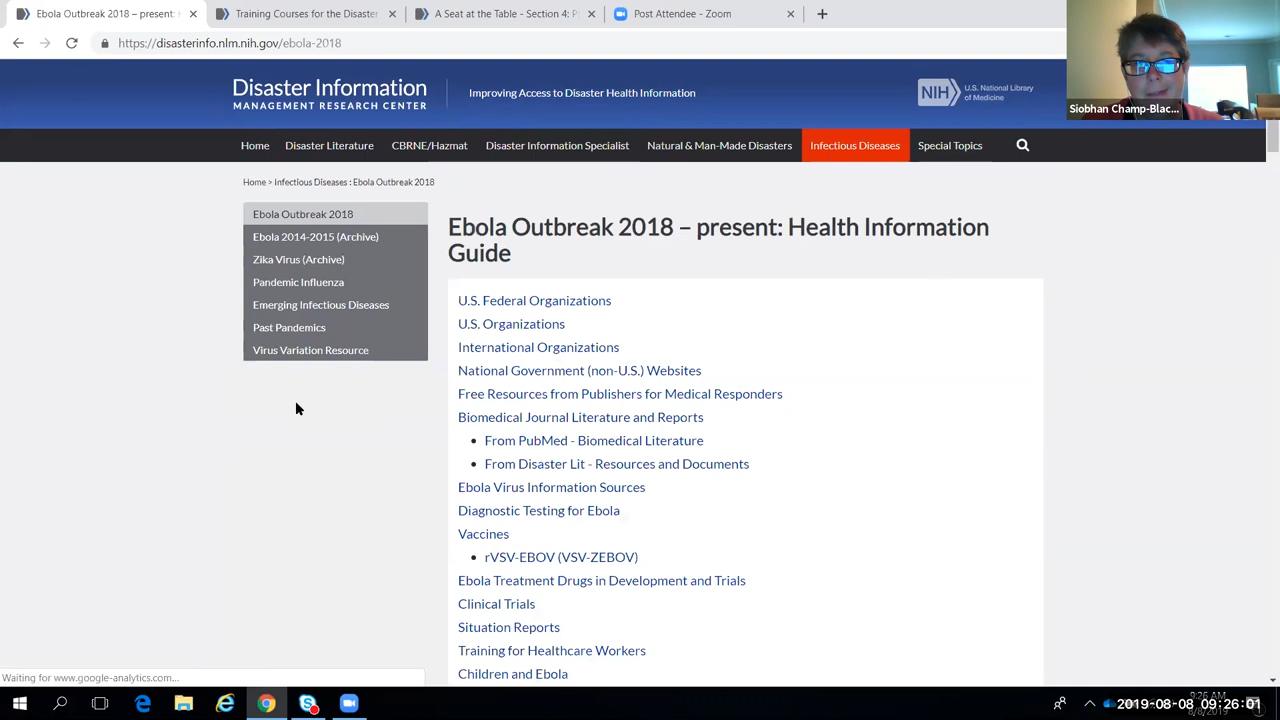 Ebola Outbreak 2018 – present:
Training Courses for the Disaster
A Seat at the Table - Section 4:
Post Attendee - Zoom
https://disasterinfo.nlm.nih.gov/ebola-2018
Siobhan Champ-Blac...
Disaster Information
MANAGEMENT RESEARCH CENTER
Improving Access to Disaster Health Information
NIH
U.S. National Library
of Medicine
Home
Disaster Literature
CBRNE/Hazmat
Disaster Information Specialist
Natural & Man-Made Disasters
Infectious Diseases
Special Topics
Home > Infectious Diseases : Ebola Outbreak 2018
Ebola Outbreak 2018
Ebola 2014-2015 (Archive)
Zika Virus (Archive)
Pandemic Influenza
Emerging Infectious Diseases
Past Pandemics
Virus Variation Resource
Ebola Outbreak 2018 – present: Health Information
Guide
U.S. Federal Organizations
U.S. Organizations
International Organizations
National Government (non-U.S.) Websites
Free Resources from Publishers for Medical Responders
Biomedical Journal Literature and Reports
• From PubMed - Biomedical Literature
• From Disaster Lit - Resources and Documents
Ebola Virus Information Sources
Diagnostic Testing for Ebola
Vaccines
• rVSV-EBOV (VSV-ZEBOV)
Ebola Treatment Drugs in Development and Trials
Clinical Trials
Situation Reports
Training for Healthcare Workers
Children and Ebola
Waiting for www.google-analytics.com...
9:26 AM
8/8/2019
2019-08-08 09:26:01